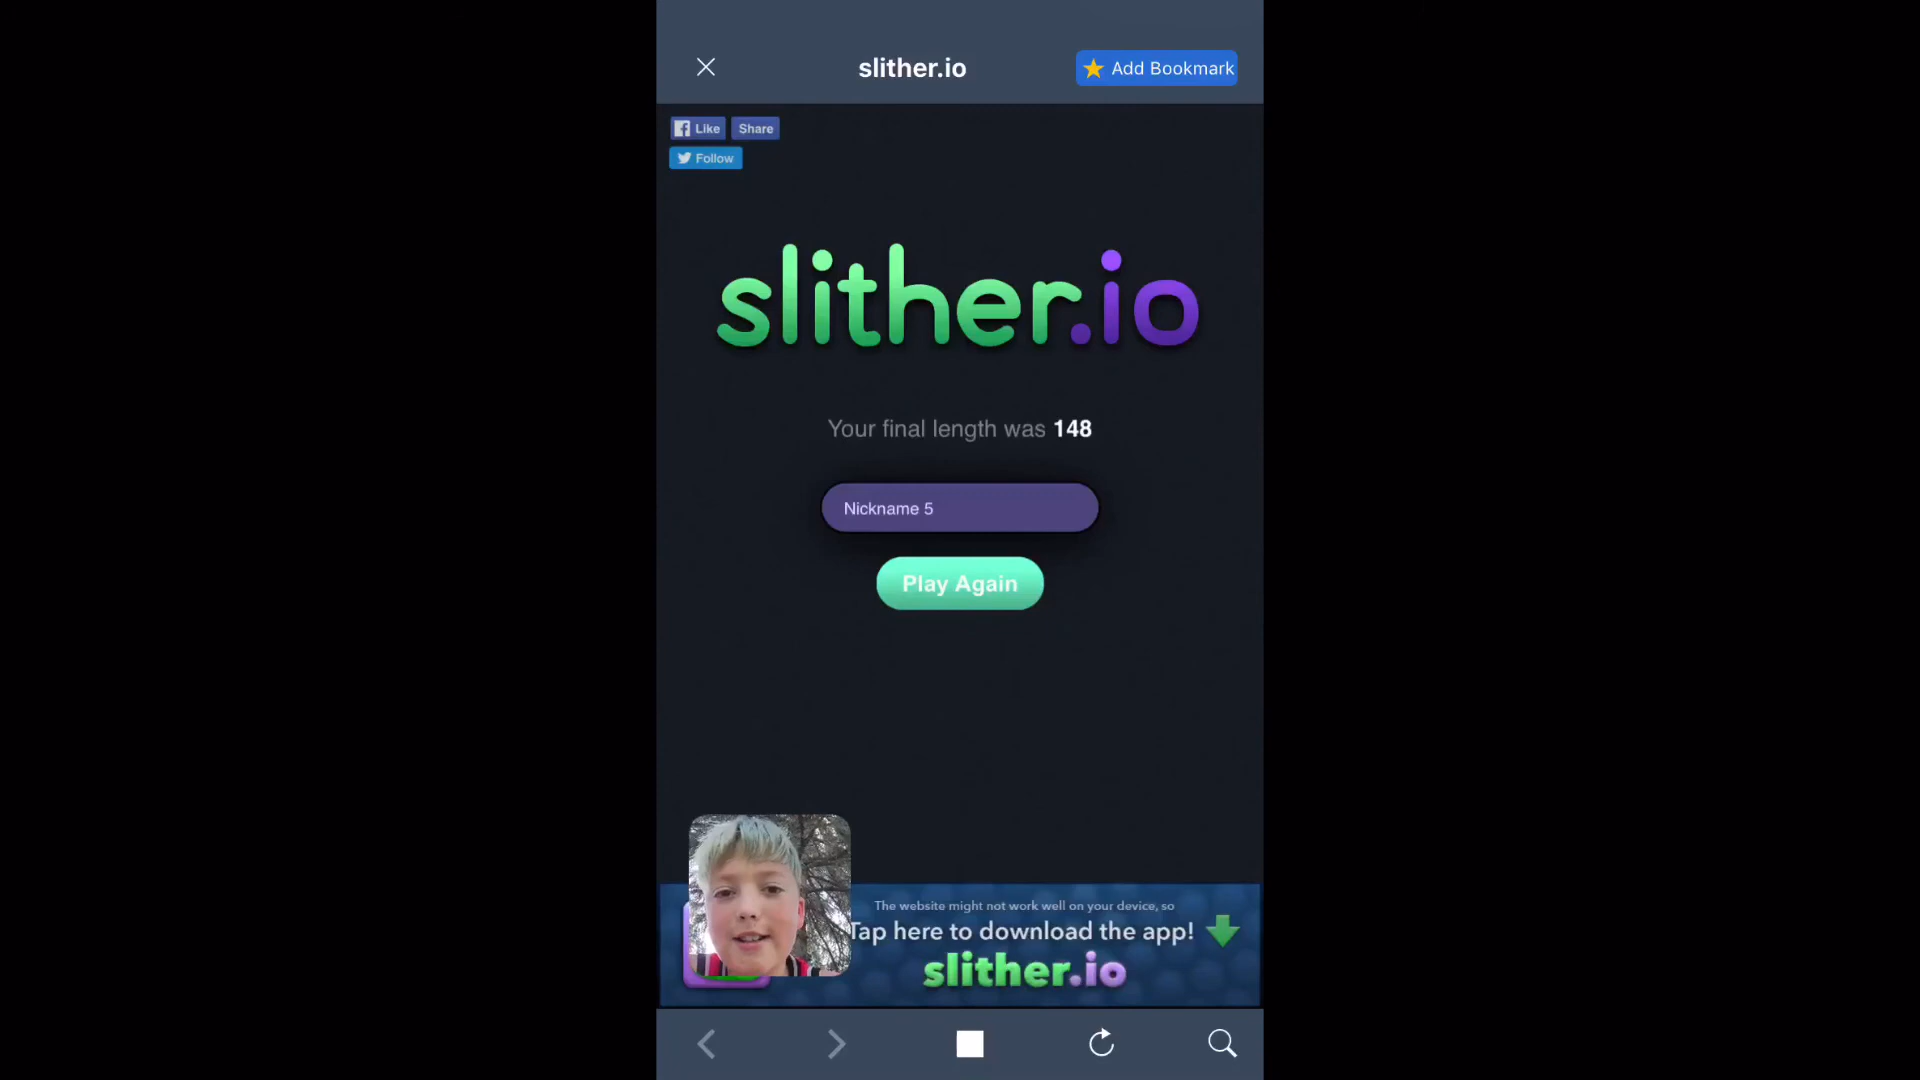 slither.io
Add Bookmark
Like
Share
Follow
slither.io
Your final length was 148
Nickname 5
Play Again
The website might not work well on your device, so
Tap here to download the app!
slither.io